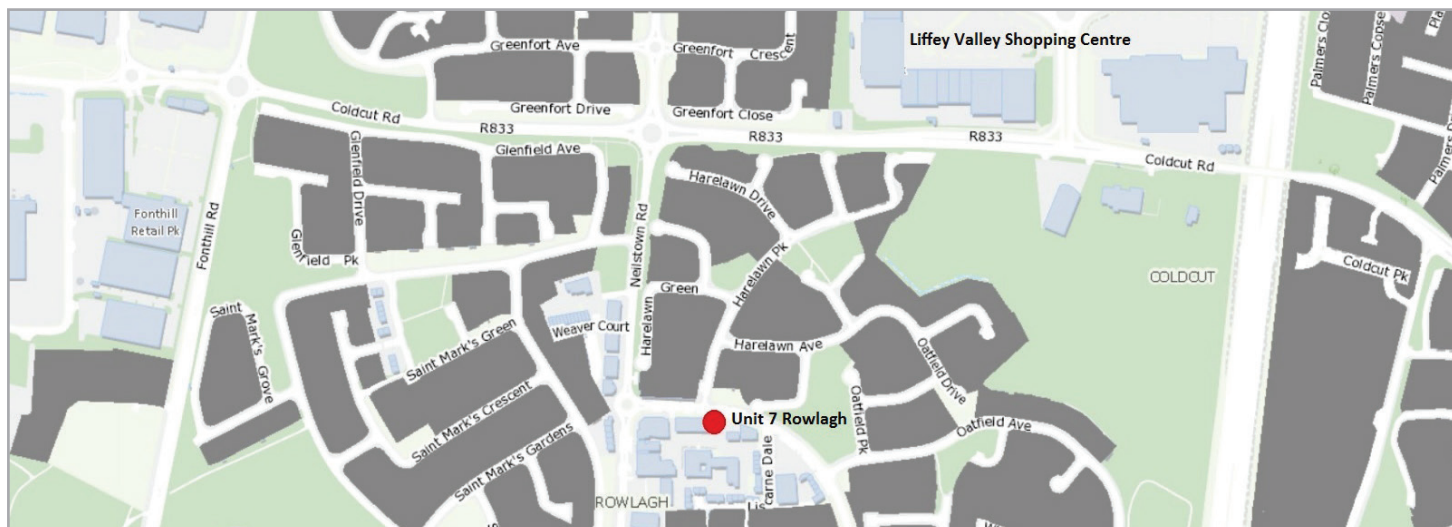 Liffey Valley Shopping Centre
Greenfort Ave
Greenfort Crescent
Palmers Clo
Palmers Copse
Greenfort Drive
Greenfort Close
Coldcut Rd
R833
R833
R833
Coldcut Rd
Glenfield Ave
Glenfield Drive
Harelawn Drive
Fonthill
Retail Pk
Fonthill Rd
Glenfield Pk
Neilstown Rd
Harelawn Pk
Coldcut Pk
COLDCUT
Harelawn Green
Saint Mark's Grove
Saint Mark's Green
Weaver Court
Harelawn Ave
Oatfield Drive
Saint Mark's Crescent
Oatfield Pk
Unit 7 Rowlagh
Oatfield Ave
Saint Mark's Gardens
ROWLAGH
Liscarne Dale